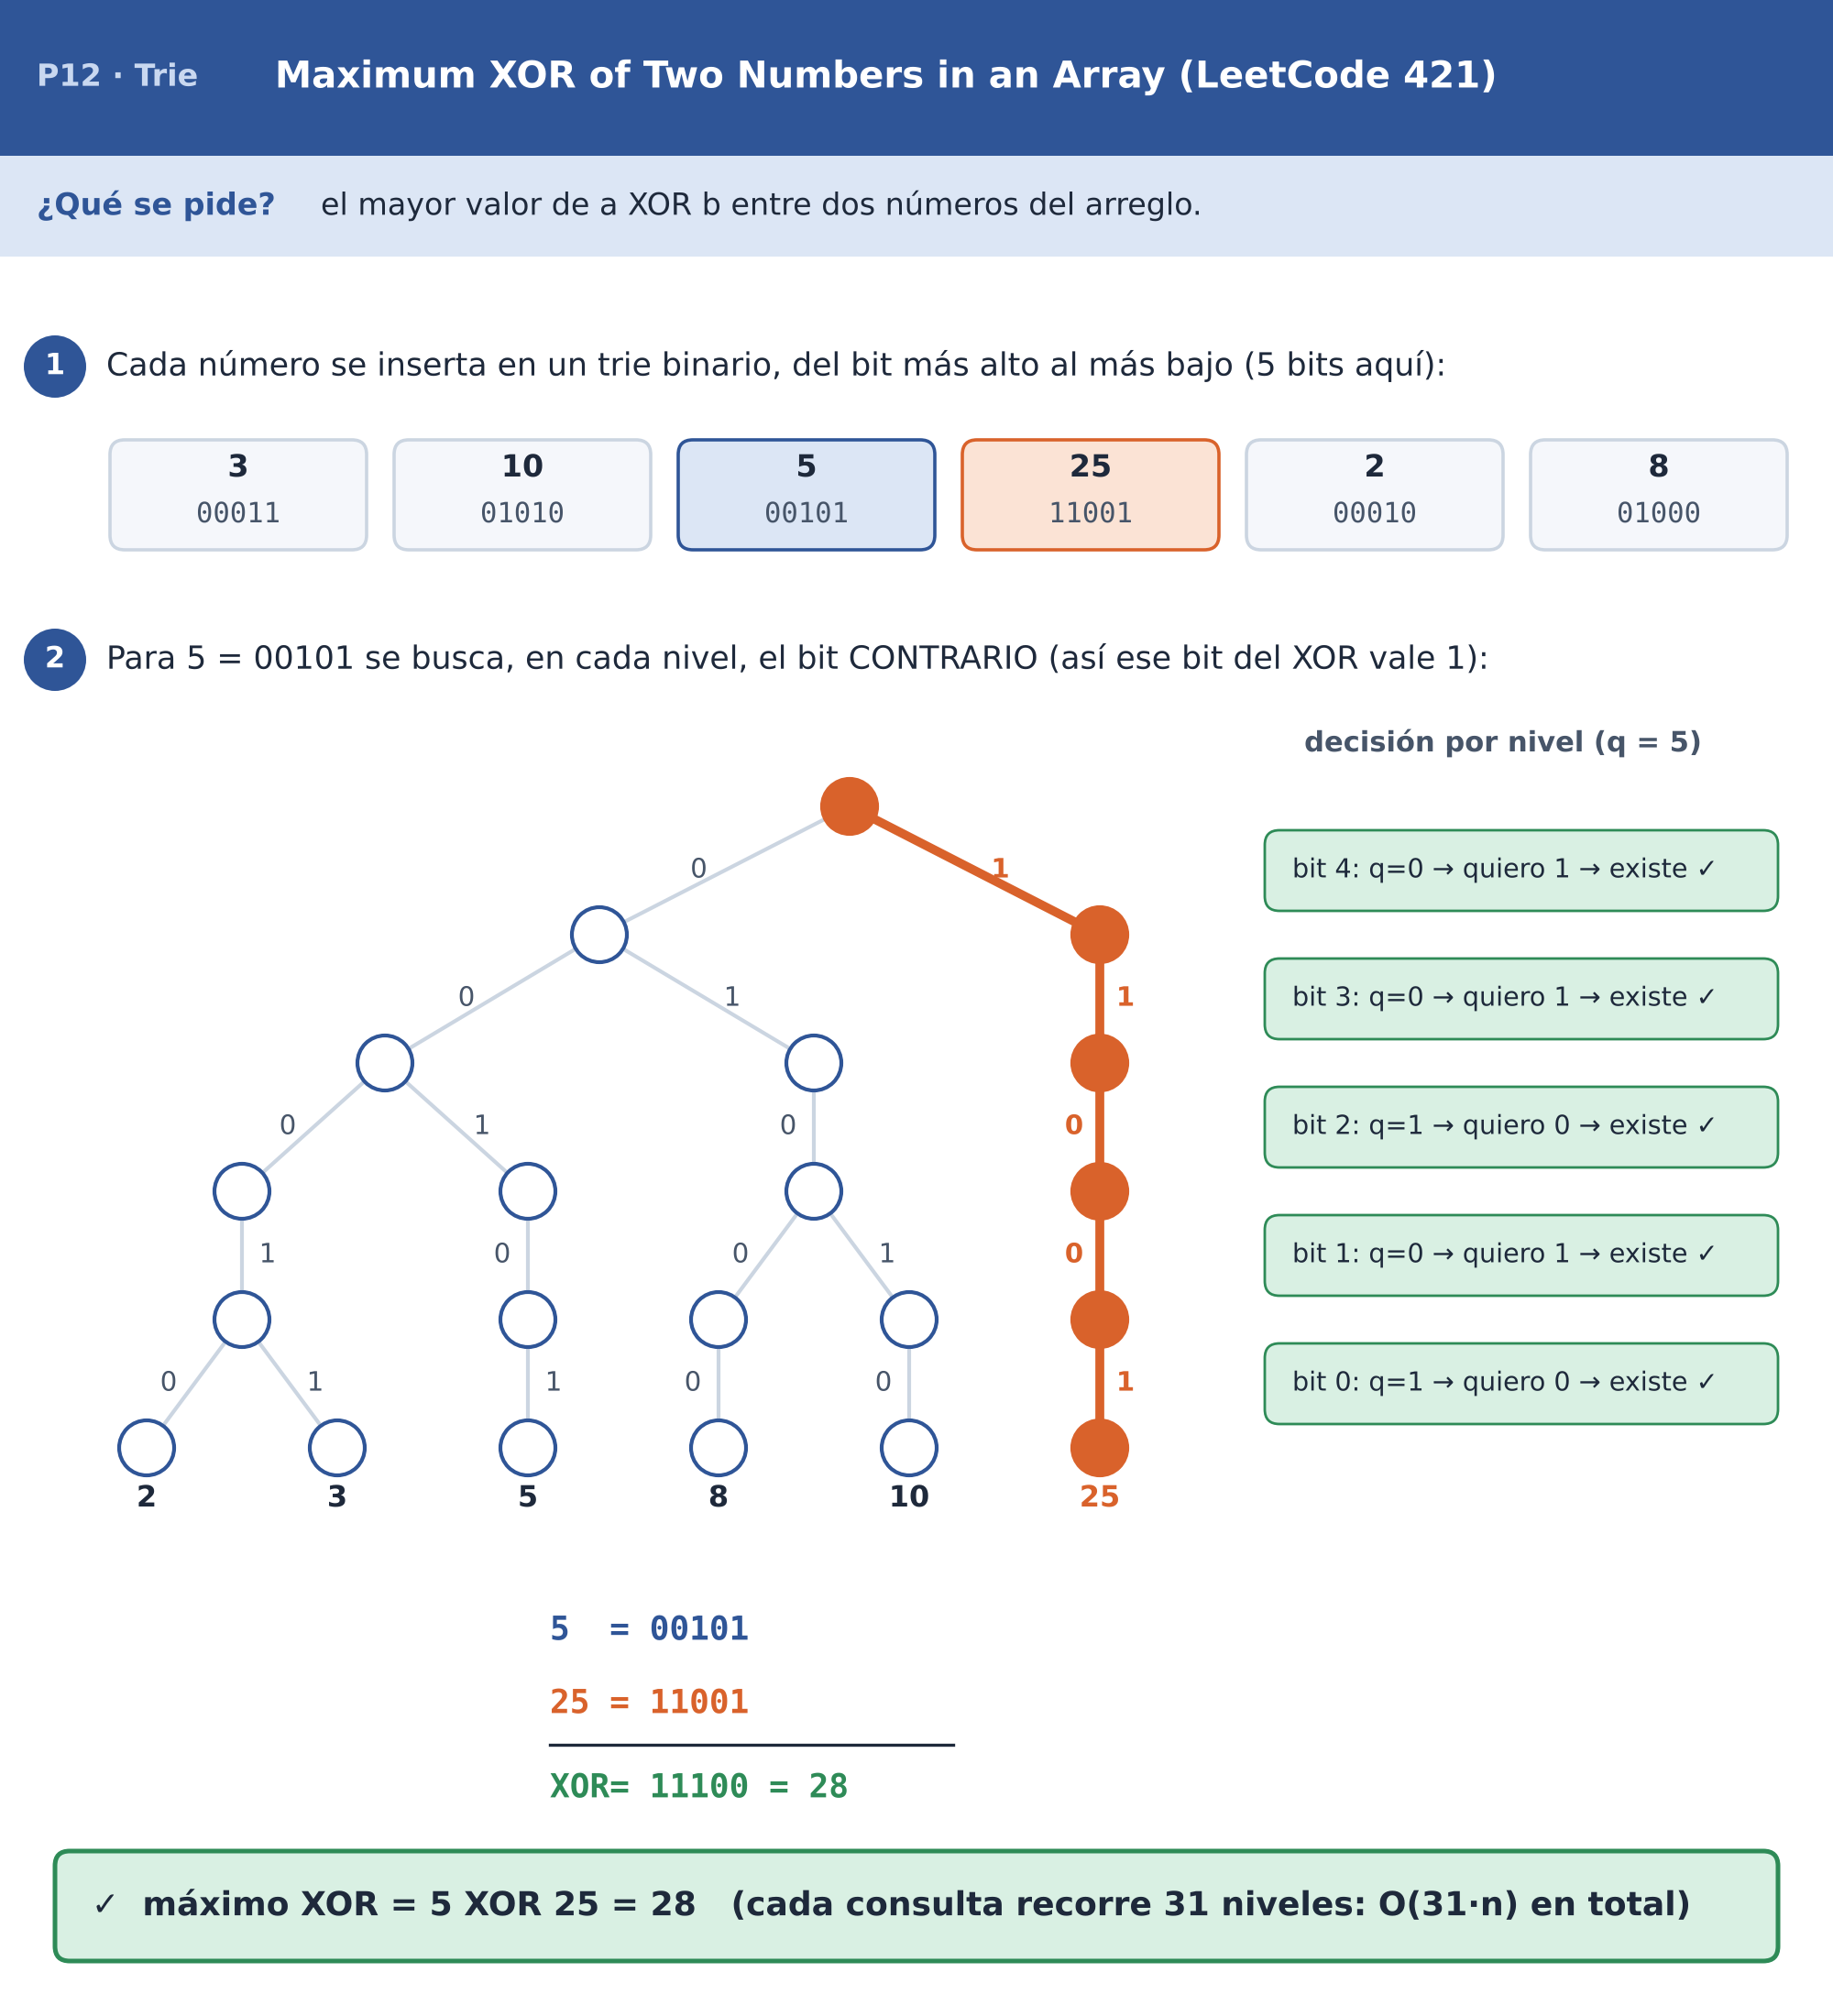 P12 · Trie Maximum XOR of Two Numbers in an Array (LeetCode 421)
¿Qué se pide? el mayor valor de a XOR b entre dos números del arreglo.
1 Cada número se inserta en un trie binario, del bit más alto al más bajo (5 bits aquí):
3 10 5 25 2 8
00011 01010 00101 11001 00010 01000
2 Para 5 = 00101 se busca, en cada nivel, el bit CONTRARIO (así ese bit del XOR vale 1):
decisión por nivel (q = 5)
0 1 bit 4: q=0 → quiero 1 → existe ✓
0 1 1 bit 3: q=0 → quiero 1 → existe ✓
0 1 0 0 bit 2: q=1 → quiero 0 → existe ✓
1 0 0 1 0 bit 1: q=0 → quiero 1 → existe ✓
0 1 1 0 0 1 bit 0: q=1 → quiero 0 → existe ✓
2 3 5 8 10 25
5 = 00101
25 = 11001
XOR= 11100 = 28
✓ máximo XOR = 5 XOR 25 = 28 (cada consulta recorre 31 niveles: O(31·n) en total)